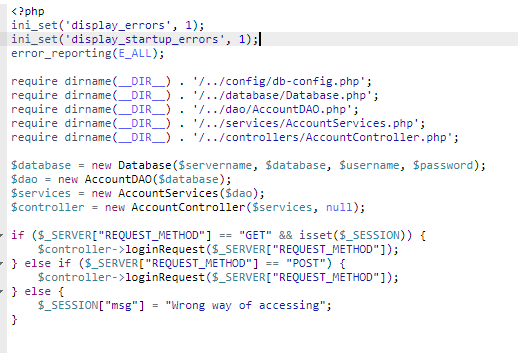 <?php
ini_set('display_errors', 1);
ini_set('display_startup_errors', 1);
error_reporting(E_ALL);
require dirname(__DIR__) . '/../config/db-config.php';
require dirname(__DIR__) . '/../database/Database.php';
require dirname(__DIR__) . '/../dao/AccountDAO.php';
require dirname(__DIR__) . '/../services/AccountServices.php';
require dirname(__DIR__) . '/../controllers/AccountController.php';
$database = new Database($servername, $database, $username, $password);
$dao = new AccountDAO($database);
$services = new AccountServices($dao);
$controller = new AccountController($services, null);
if ($_SERVER["REQUEST_METHOD"] == "GET" && isset($_SESSION)) {
    $controller->loginRequest($_SERVER["REQUEST_METHOD"]);
} else if ($_SERVER["REQUEST_METHOD"] == "POST") {
    $controller->loginRequest($_SERVER["REQUEST_METHOD"]);
} else {
    $_SESSION["msg"] = "Wrong way of accessing";
}